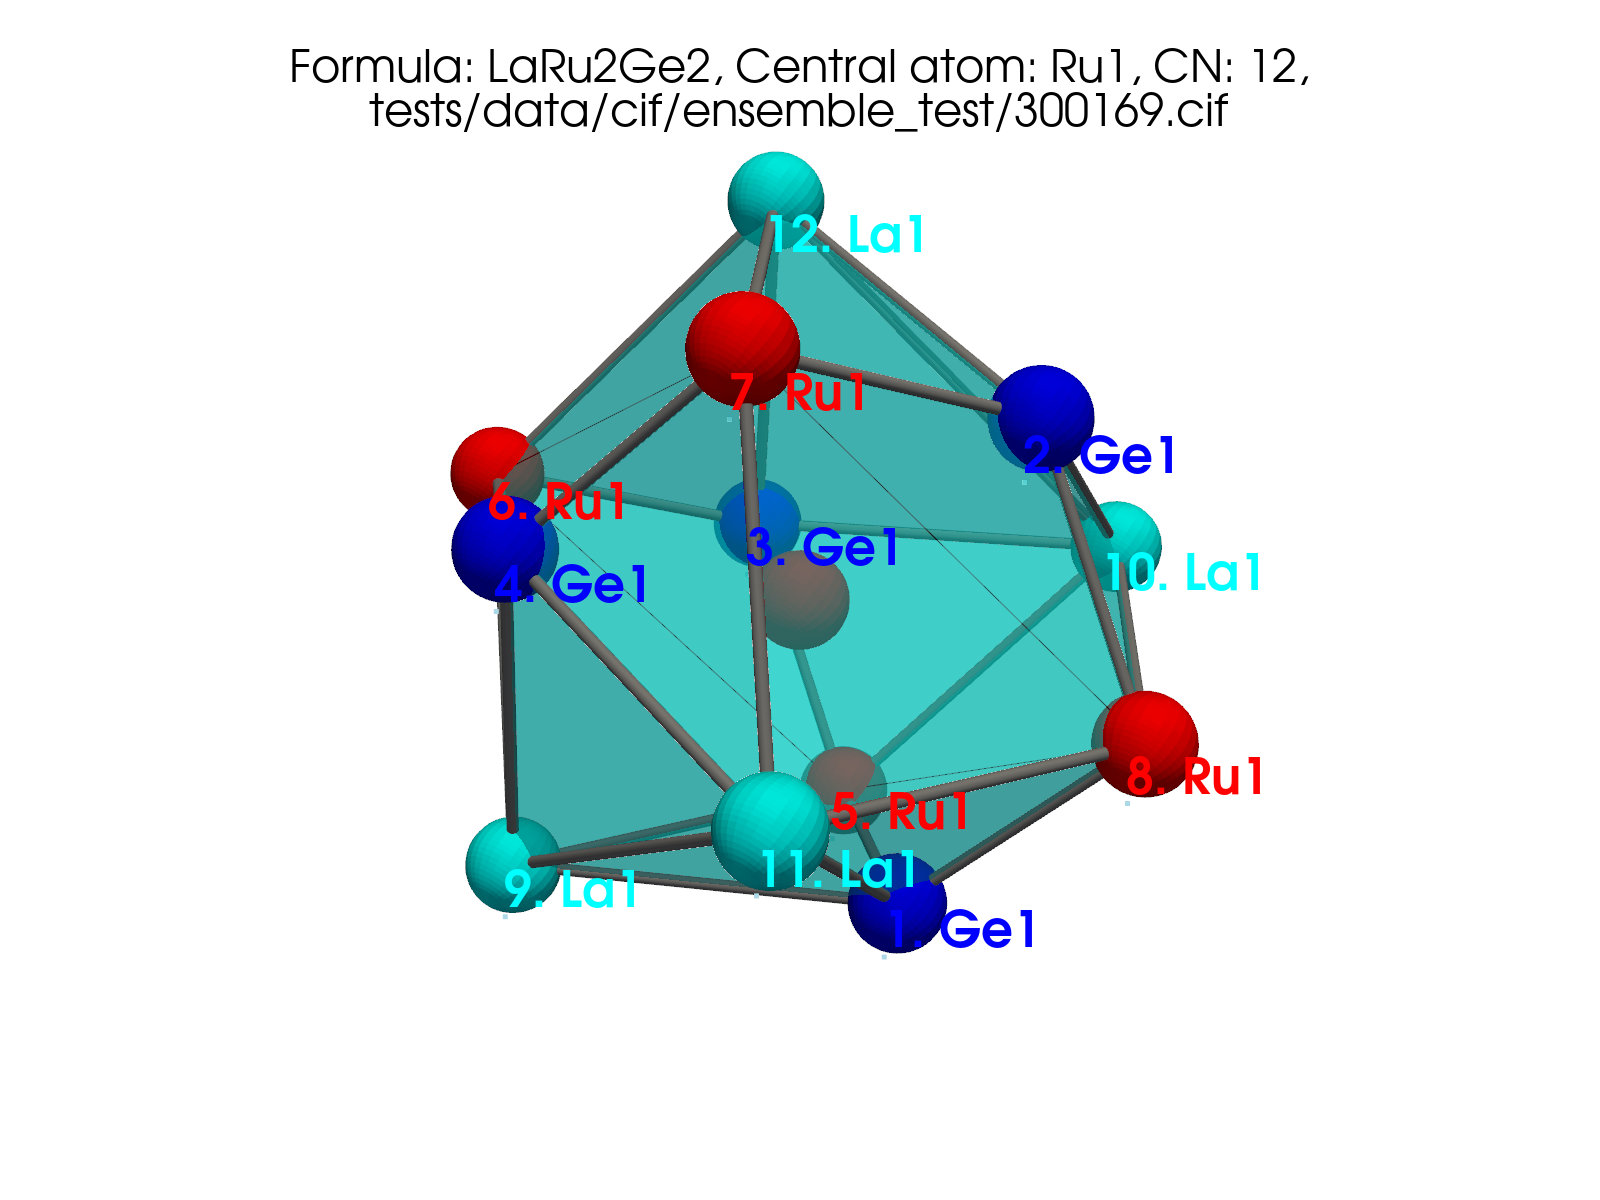 Formula: LaRu2Ge2, Central atom: Ru1, CN: 12,
tests/data/cif/ensemble_test/300169.cif
12. La1
7. Ru1
2. Ge1
6. Ru1
3. Ge1
4. Ge1
10. La1
8. Ru1
5. Ru1
11. La1
9. La1
1. Ge1